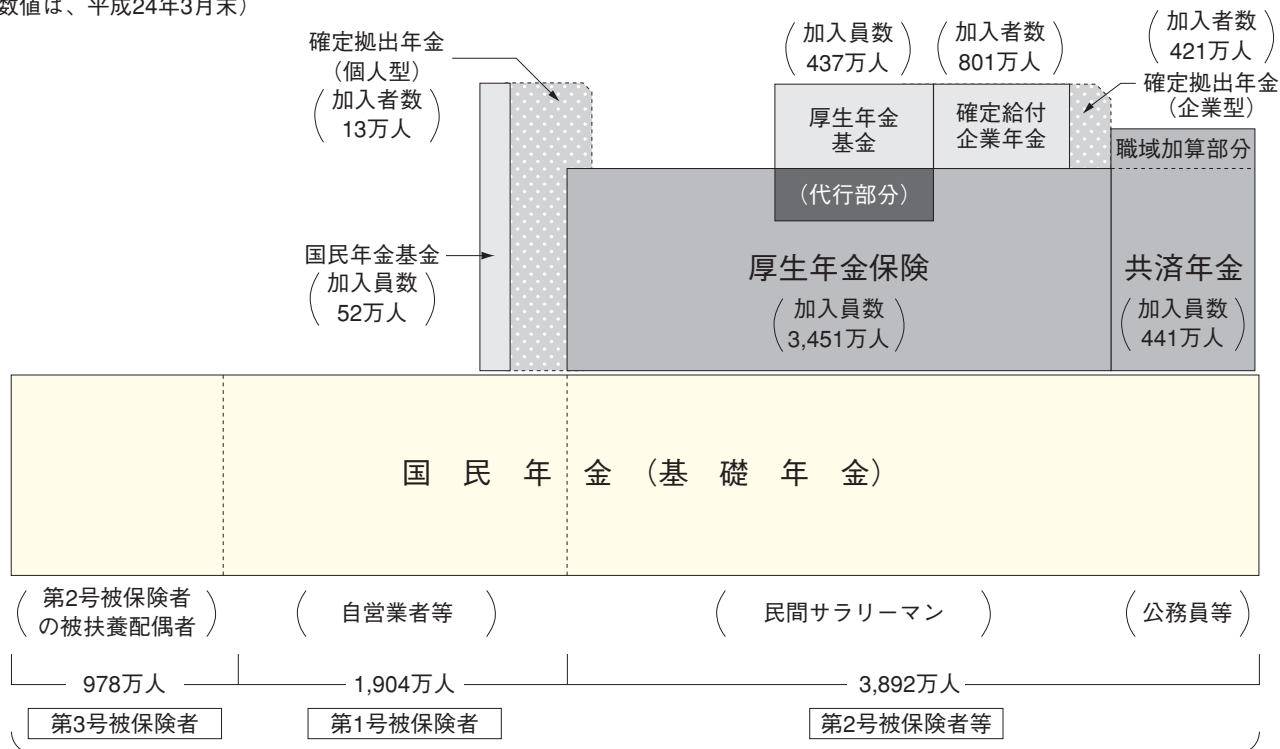 数値は、平成24年3月末)
確定拠出年金
(個人型)
(加入者数
13万人)
(加入員数
437万人)
(加入者数
801万人)
(加入者数
421万人)
確定拠出年金
(企業型)
厚生年金
基金
確定給付
企業年金
職域加算部分
(代行部分)
国民年金基金
(加入員数
52万人)
厚生年金保険
(加入員数
3,451万人)
共済年金
(加入員数
441万人)
国民年金(基礎年金)
(第2号被保険者
の被扶養配偶者)
(自営業者等)
(民間サラリーマン)
(公務員等)
978万人
1,904万人
3,892万人
第3号被保険者
第1号被保険者
第2号被保険者等